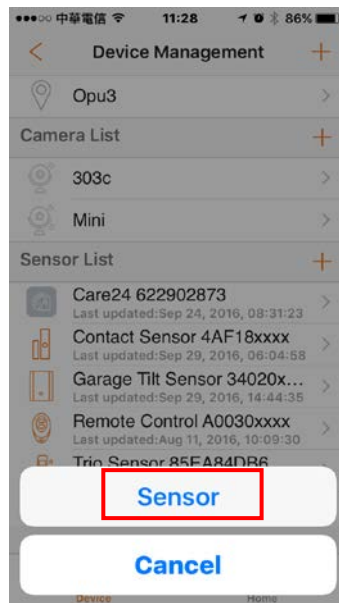 中華電信 11:28 86%
Device Management
Opu3
Camera List
303c
Mini
Sensor List
Care24 622902873
Last updated:Sep 24, 2016, 08:31:23
Contact Sensor 4AF18xxxx
Last updated:Sep 29, 2016, 06:04:58
Garage Tilt Sensor 34020x...
Last updated:Sep 29, 2016, 14:44:35
Remote Control A0030xxxx
Last updated:Aug 11, 2016, 10:09:30
Trio Sensor 85EA84DB6
Sensor
Cancel
Device Home